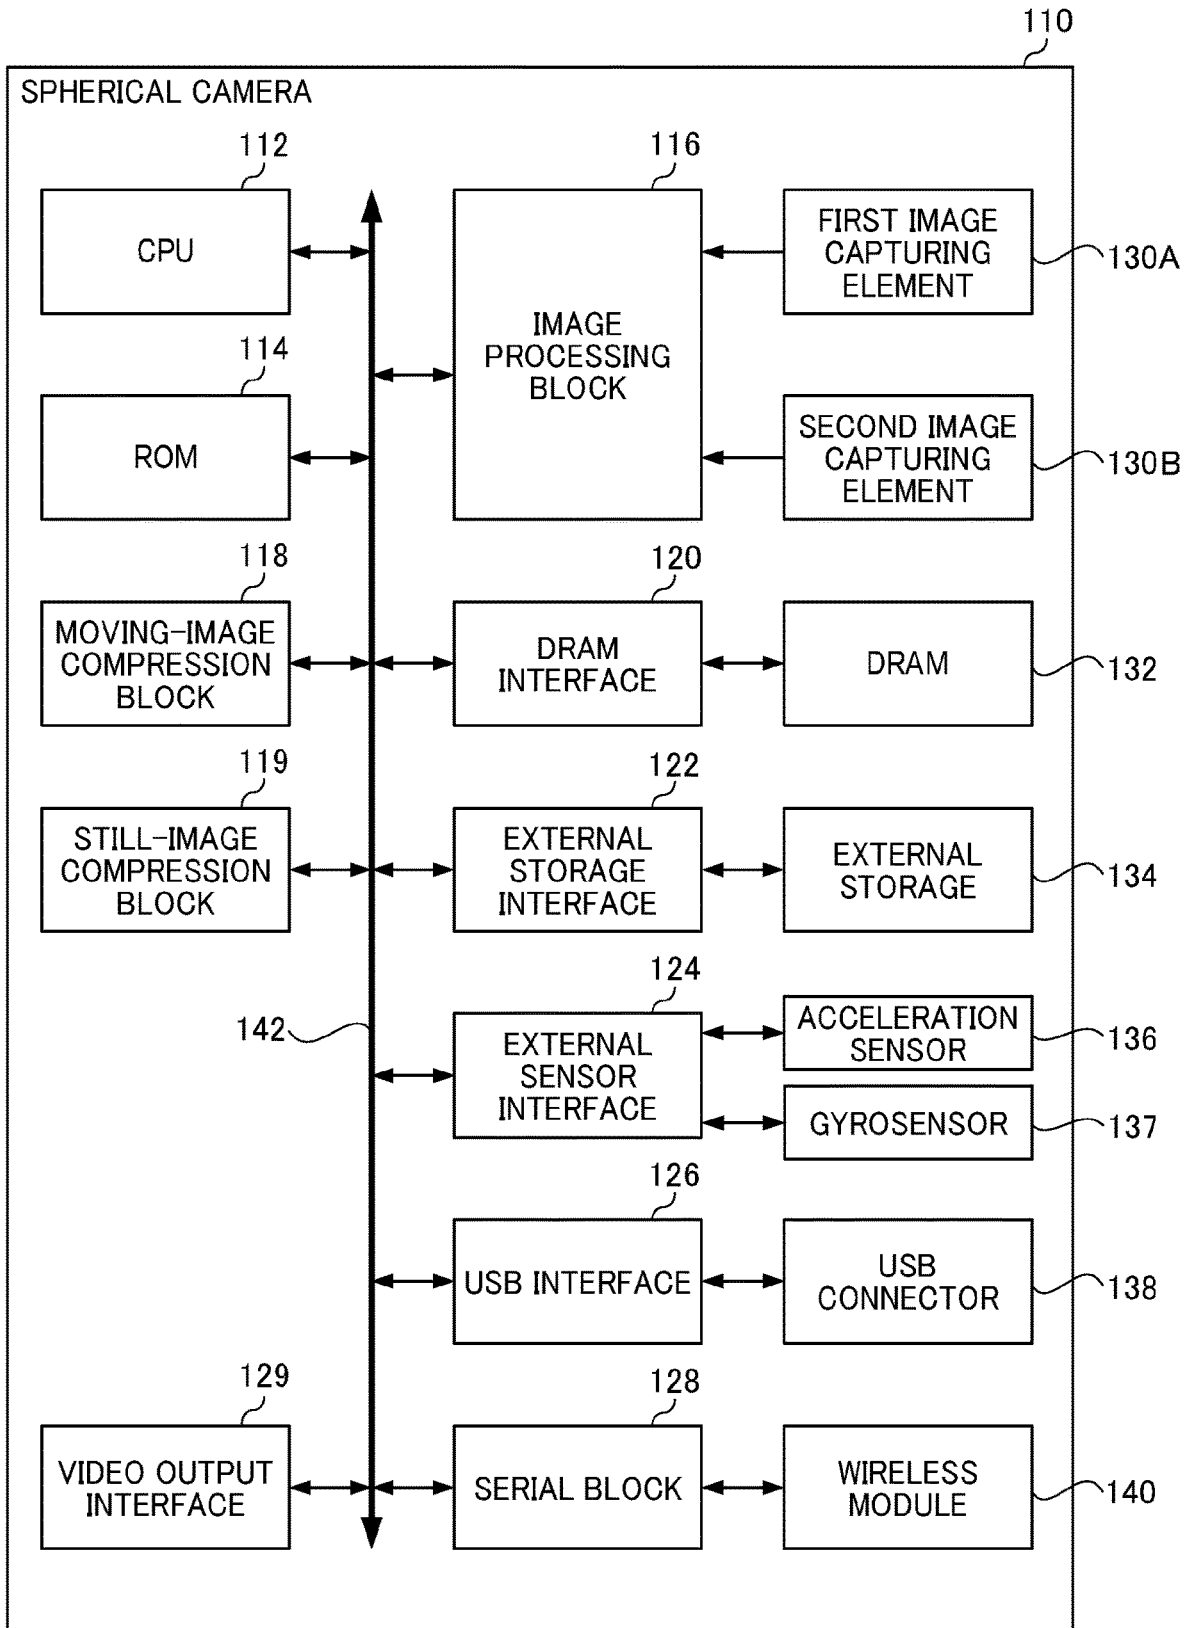 110
SPHERICAL CAMERA
112
CPU
116
IMAGE
PROCESSING
BLOCK
FIRST IMAGE
CAPTURING
ELEMENT
130A
114
ROM
SECOND IMAGE
CAPTURING
ELEMENT
130B
118
MOVING-IMAGE
COMPRESSION
BLOCK
120
DRAM
INTERFACE
DRAM
132
119
STILL-IMAGE
COMPRESSION
BLOCK
122
EXTERNAL
STORAGE
INTERFACE
EXTERNAL
STORAGE
134
142
124
EXTERNAL
SENSOR
INTERFACE
ACCELERATION
SENSOR
136
GYROSENSOR
137
126
USB INTERFACE
USB
CONNECTOR
138
129
VIDEO OUTPUT
INTERFACE
128
SERIAL BLOCK
WIRELESS
MODULE
140